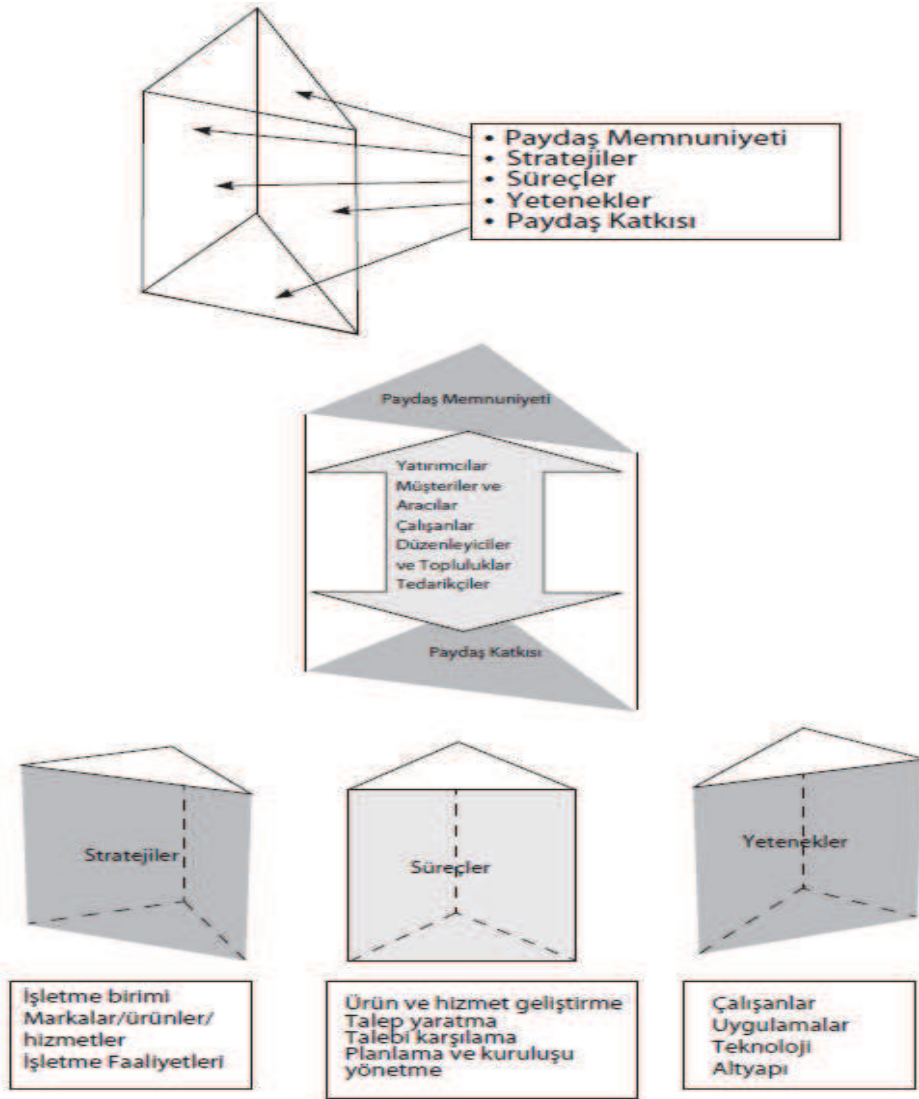 • Paydaş Memnuniyeti
• Stratejiler
• Süreçler
• Yetenekler
• Paydaş Katkısı
Paydaş Memnuniyeti
Yatırımcılar
Müşteriler ve
Aracılar
Çalışanlar
Düzenleyiciler
ve Topluluklar
Tedarikçiler
Paydaş Katkısı
Stratejiler
Süreçler
Yetenekler
İşletme birimi
Markalar/ürünler/
hizmetler
İşletme Faaliyetleri
Ürün ve hizmet geliştirme
Talep yaratma
Talebi karşılama
Planlama ve kuruluşu
yönetme
Çalışanlar
Uygulamalar
Teknoloji
Altyapı